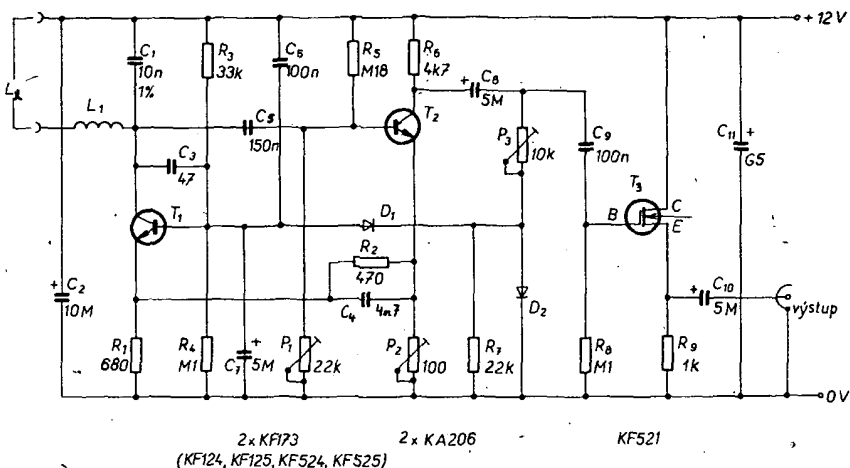 +12V
C1
10n
1%
R3
33k
C6
100n
R5
M18
R6
4k7
C8
+
5M
L1
C5
150n
T2
P3
10k
C9
100n
C11
+
G5
C3
47
T1
D1
T3
B
C
E
R2
470
C4
4n7
D2
+
C10
5M
výstup
+
C2
10M
R1
680
R4
M1
C7
+
5M
P1
22k
P2
100
R7
22k
R8
M1
R9
1k
0V
2x KF173
2x KA206
KF521
(KF124, KF125, KF524, KF525)